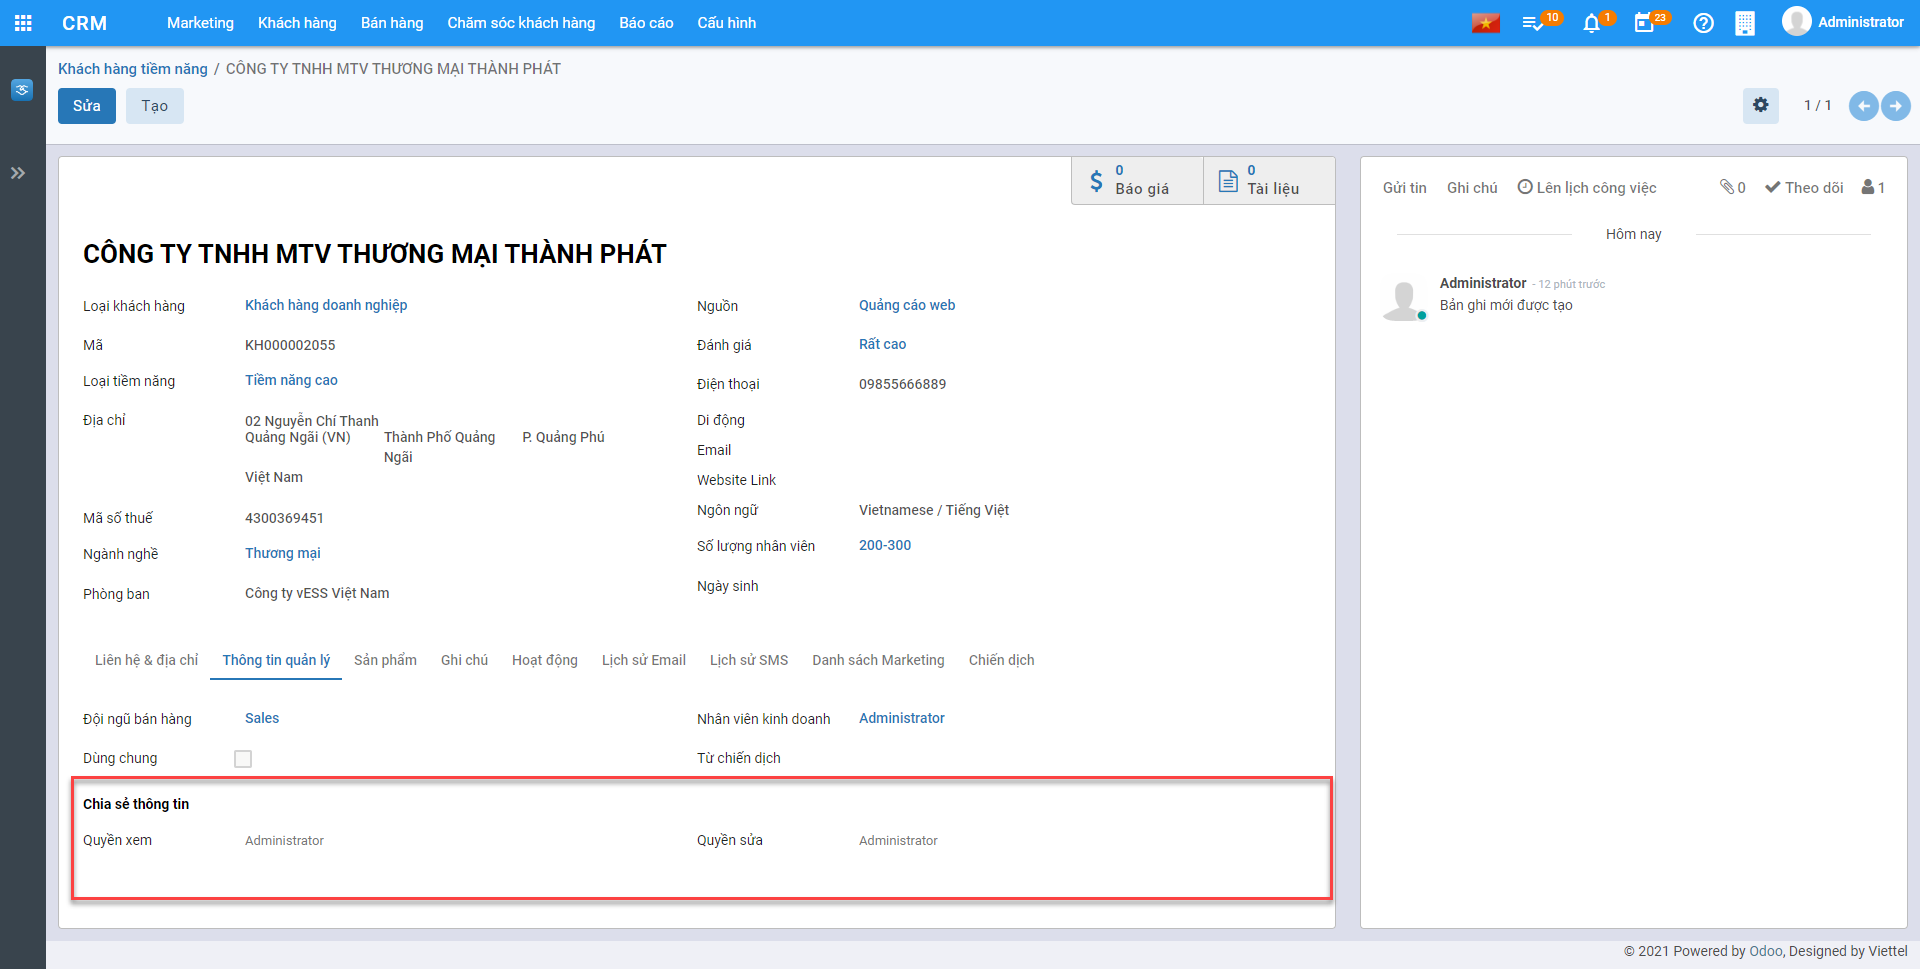 CRM Marketing Khách hàng Bán hàng Chăm sóc khách hàng Báo cáo Cấu hình 10 1 23 Administrator
Khách hàng tiềm năng / CÔNG TY TNHH MTV THƯƠNG MẠI THÀNH PHÁT
Sửa Tạo 1 / 1
0 Báo giá
0 Tài liệu
CÔNG TY TNHH MTV THƯƠNG MẠI THÀNH PHÁT
Loại khách hàng Khách hàng doanh nghiệp
Mã KH000002055
Loại tiềm năng Tiềm năng cao
Địa chỉ 02 Nguyễn Chí Thanh
Quảng Ngãi (VN) Thành Phố Quảng Ngãi P. Quảng Phú
Việt Nam
Mã số thuế 4300369451
Ngành nghề Thương mại
Phòng ban Công ty vESS Việt Nam
Nguồn Quảng cáo web
Đánh giá Rất cao
Điện thoại 09855666889
Di động
Email
Website Link
Ngôn ngữ Vietnamese / Tiếng Việt
Số lượng nhân viên 200-300
Ngày sinh
Liên hệ & địa chỉ Thông tin quản lý Sản phẩm Ghi chú Hoạt động Lịch sử Email Lịch sử SMS Danh sách Marketing Chiến dịch
Đội ngũ bán hàng Sales Nhân viên kinh doanh Administrator
Dùng chung Từ chiến dịch
Chia sẻ thông tin
Quyền xem Administrator Quyền sửa Administrator
Gửi tin Ghi chú Lên lịch công việc 0 Theo dõi 1
Hôm nay
Administrator - 12 phút trước
Bản ghi mới được tạo
© 2021 Powered by Odoo, Designed by Viettel